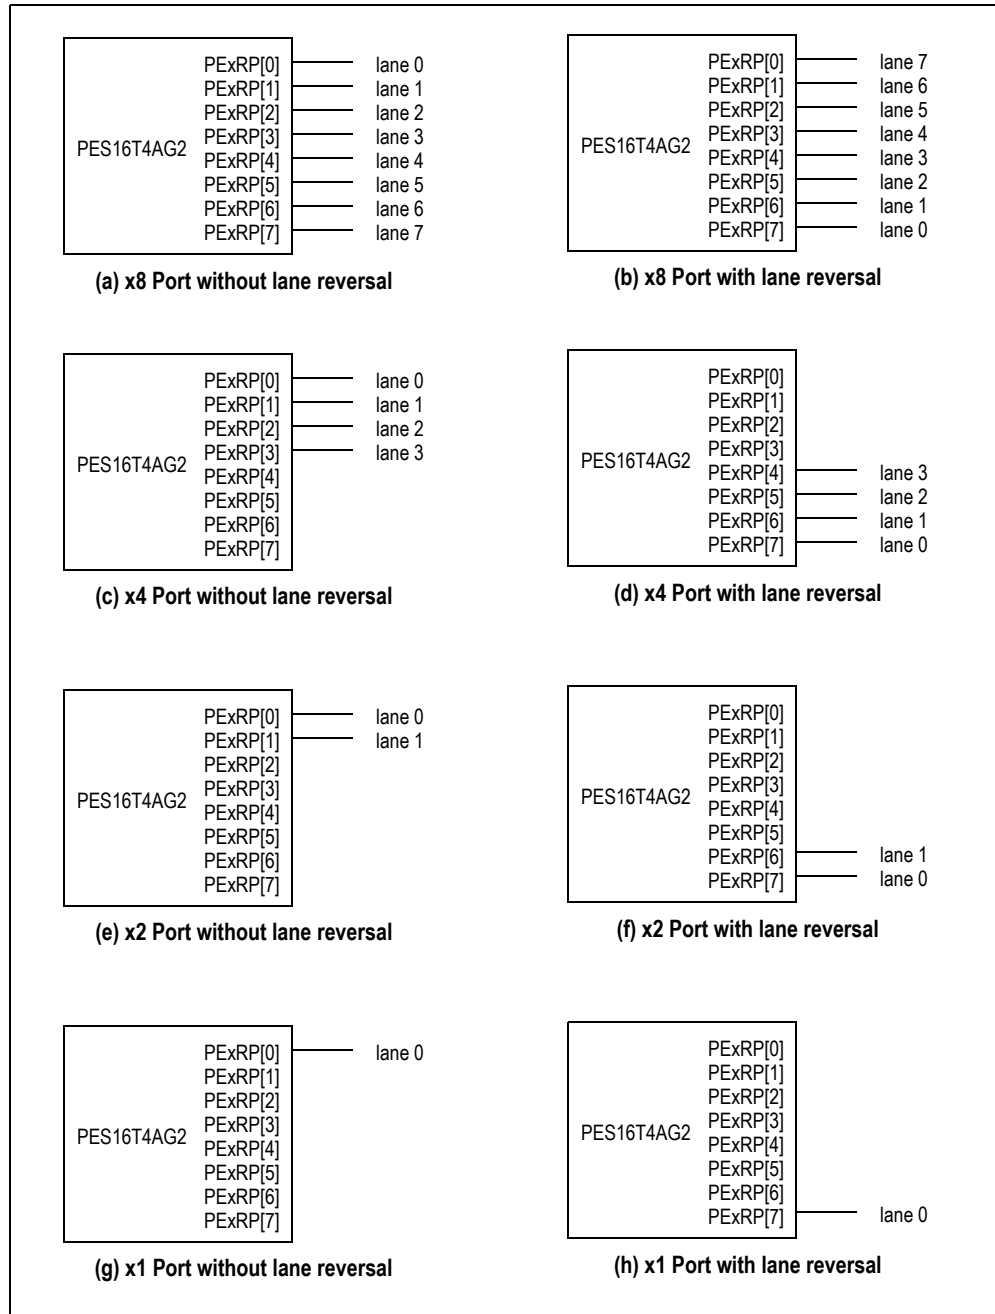 PES16T4AG2
PExRP[0] lane 0
PExRP[1] lane 1
PExRP[2] lane 2
PExRP[3] lane 3
PExRP[4] lane 4
PExRP[5] lane 5
PExRP[6] lane 6
PExRP[7] lane 7
(a) x8 Port without lane reversal
PES16T4AG2
PExRP[0] lane 7
PExRP[1] lane 6
PExRP[2] lane 5
PExRP[3] lane 4
PExRP[4] lane 3
PExRP[5] lane 2
PExRP[6] lane 1
PExRP[7] lane 0
(b) x8 Port with lane reversal
PES16T4AG2
PExRP[0] lane 0
PExRP[1] lane 1
PExRP[2] lane 2
PExRP[3] lane 3
PExRP[4]
PExRP[5]
PExRP[6]
PExRP[7]
(c) x4 Port without lane reversal
PES16T4AG2
PExRP[0]
PExRP[1]
PExRP[2]
PExRP[3]
PExRP[4] lane 3
PExRP[5] lane 2
PExRP[6] lane 1
PExRP[7] lane 0
(d) x4 Port with lane reversal
PES16T4AG2
PExRP[0] lane 0
PExRP[1] lane 1
PExRP[2]
PExRP[3]
PExRP[4]
PExRP[5]
PExRP[6]
PExRP[7]
(e) x2 Port without lane reversal
PES16T4AG2
PExRP[0]
PExRP[1]
PExRP[2]
PExRP[3]
PExRP[4]
PExRP[5]
PExRP[6] lane 1
PExRP[7] lane 0
(f) x2 Port with lane reversal
PES16T4AG2
PExRP[0] lane 0
PExRP[1]
PExRP[2]
PExRP[3]
PExRP[4]
PExRP[5]
PExRP[6]
PExRP[7]
(g) x1 Port without lane reversal
PES16T4AG2
PExRP[0]
PExRP[1]
PExRP[2]
PExRP[3]
PExRP[4]
PExRP[5]
PExRP[6]
PExRP[7] lane 0
(h) x1 Port with lane reversal